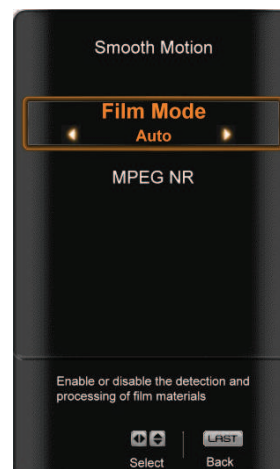 Smooth Motion
Film Mode
Auto
MPEG NR
Enable or disable the detection and
processing of film materials
LAST
Select
Back